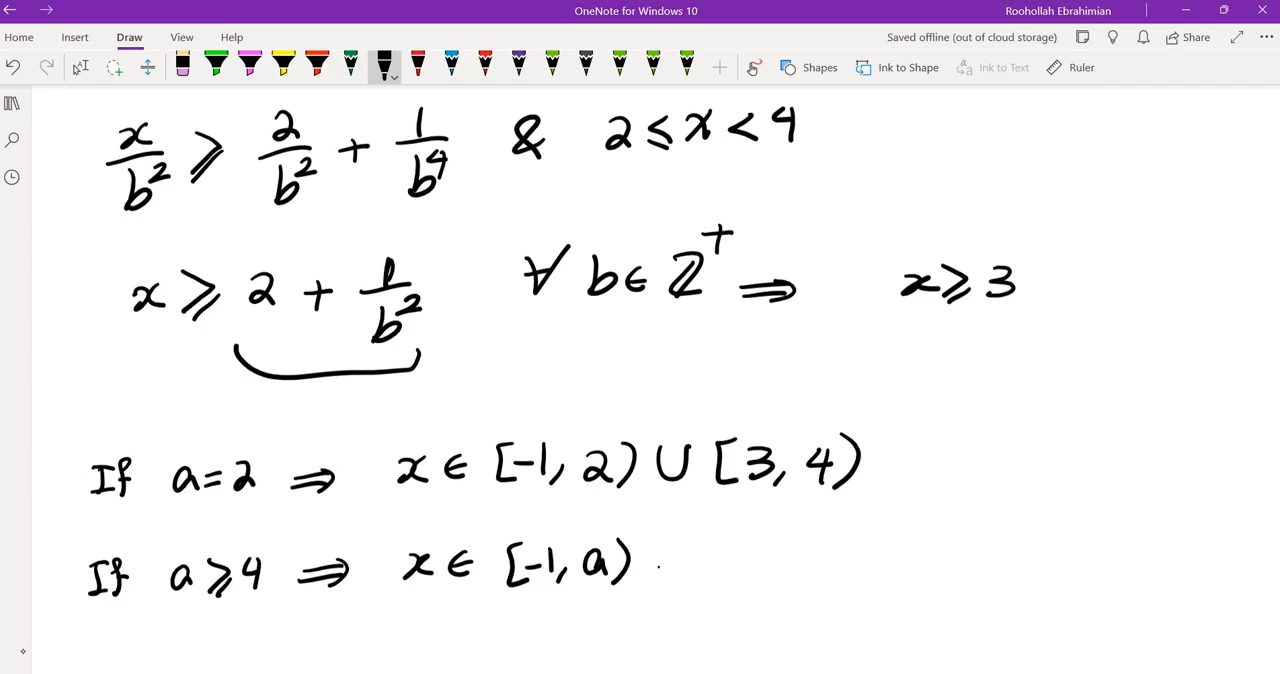 OneNote for Windows 10
Roohollah Ebrahimian
Home Insert Draw View Help
Saved offline (out of cloud storage) Share
Shapes Ink to Shape Ink to Text Ruler
x/b² ⩾ 2/b² + 1/b⁴ & 2 ≤ x < 4
x ⩾ 2 + 1/b² ∀ b ∈ ℤ⁺ ⇒ x ⩾ 3
If a = 2 ⇒ x ∈ [-1, 2) ∪ [3, 4)
If a ⩾ 4 ⇒ x ∈ [-1, a) .